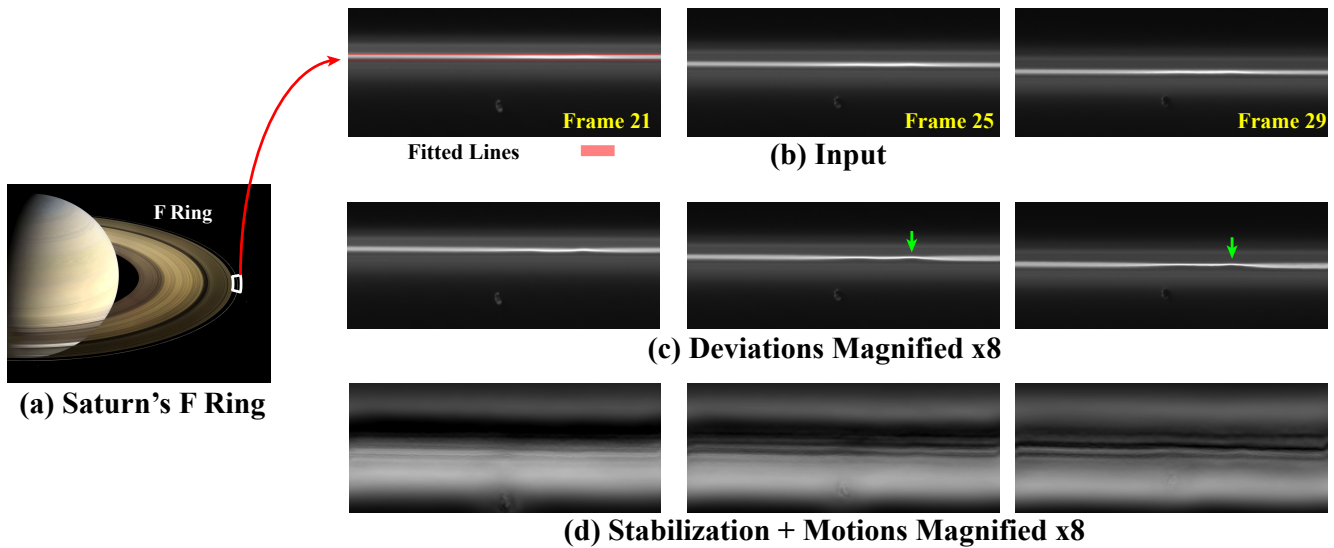 Frame 21
Frame 25
Frame 29
Fitted Lines
(b) Input
F Ring
(c) Deviations Magnified x8
(a) Saturn’s F Ring
(d) Stabilization + Motions Magnified x8